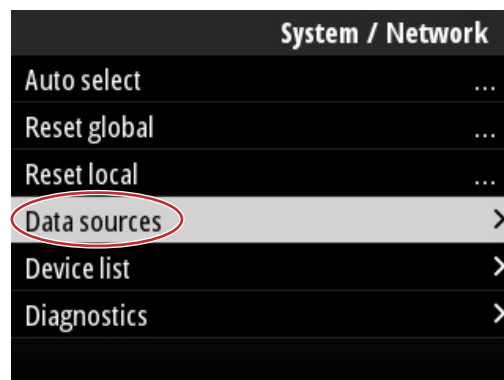 System / Network
Auto select ...
Reset global ...
Reset local ...
Data sources >
Device list >
Diagnostics >